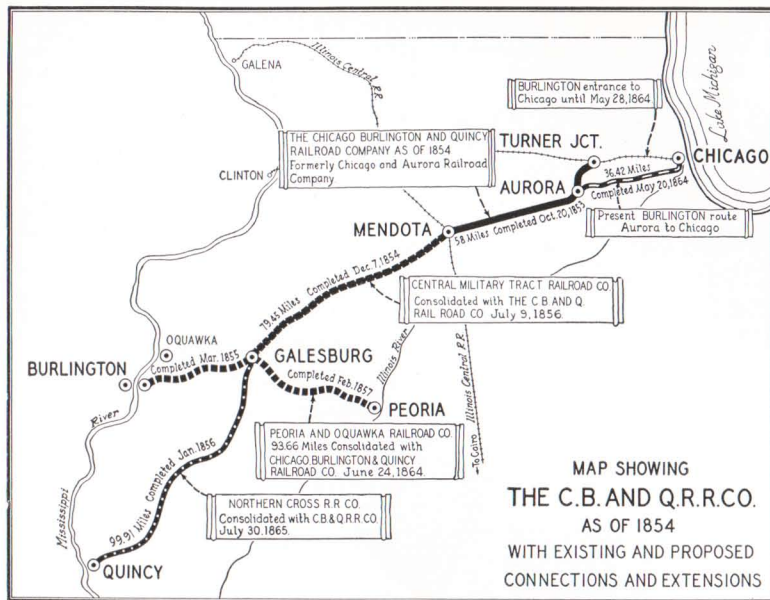 GALENA
Illinois Central R.R.
Lake Michigan
BURLINGTON entrance to
Chicago until May 28, 1864
THE CHICAGO BURLINGTON AND QUINCY
RAILROAD COMPANY AS OF 1854
Formerly Chicago and Aurora Railroad
Company
TURNER JCT.
CHICAGO
CLINTON
AURORA
36.42 Miles
Completed May 20, 1864
Present BURLINGTON route
Aurora to Chicago
MENDOTA
58 Miles Completed Oct. 20, 1853
79.45 Miles Completed Dec. 7, 1854
CENTRAL MILITARY TRACT RAILROAD CO.
Consolidated with THE C.B. AND Q.
RAIL ROAD CO July 9, 1856.
OQUAWKA
BURLINGTON
Completed Mar. 1855
GALESBURG
Completed Feb. 1857
Illinois River
PEORIA
To Cairo Illinois Central R.R.
Mississippi River
PEORIA AND OQUAWKA RAILROAD CO.
93.66 Miles Consolidated with
CHICAGO, BURLINGTON & QUINCY
RAILROAD CO. June 24, 1864.
99.91 Miles Completed Jan. 1856
NORTHERN CROSS R.R CO.
Consolidated with C.B.& Q.R.R.CO.
July 30, 1865.
QUINCY
MAP SHOWING
THE C.B. AND Q.R.R.CO.
AS OF 1854
WITH EXISTING AND PROPOSED
CONNECTIONS AND EXTENSIONS